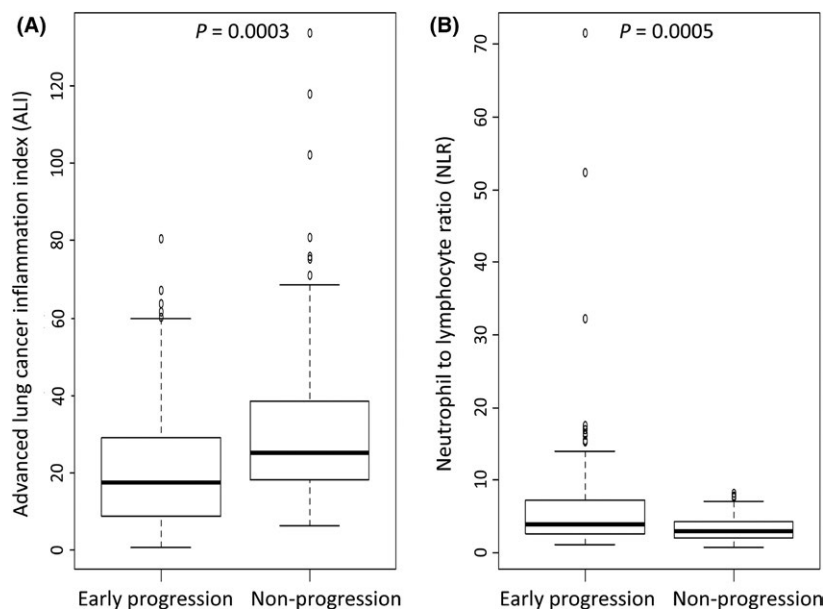 (A)
P = 0.0003
Advanced lung cancer inflammation index (ALI)
120
100
80
60
40
20
0
Early progression
Non-progression
(B)
P = 0.0005
Neutrophil to lymphocyte ratio (NLR)
70
60
50
40
30
20
10
0
Early progression
Non-progression